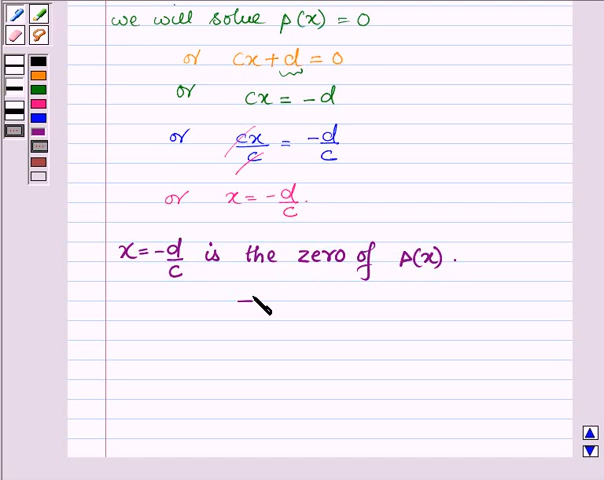 we will solve p(x) = 0
or cx + d = 0
or cx = -d
or cx/c = -d/c
or x = -d/c.
x = -d/c is the zero of p(x).